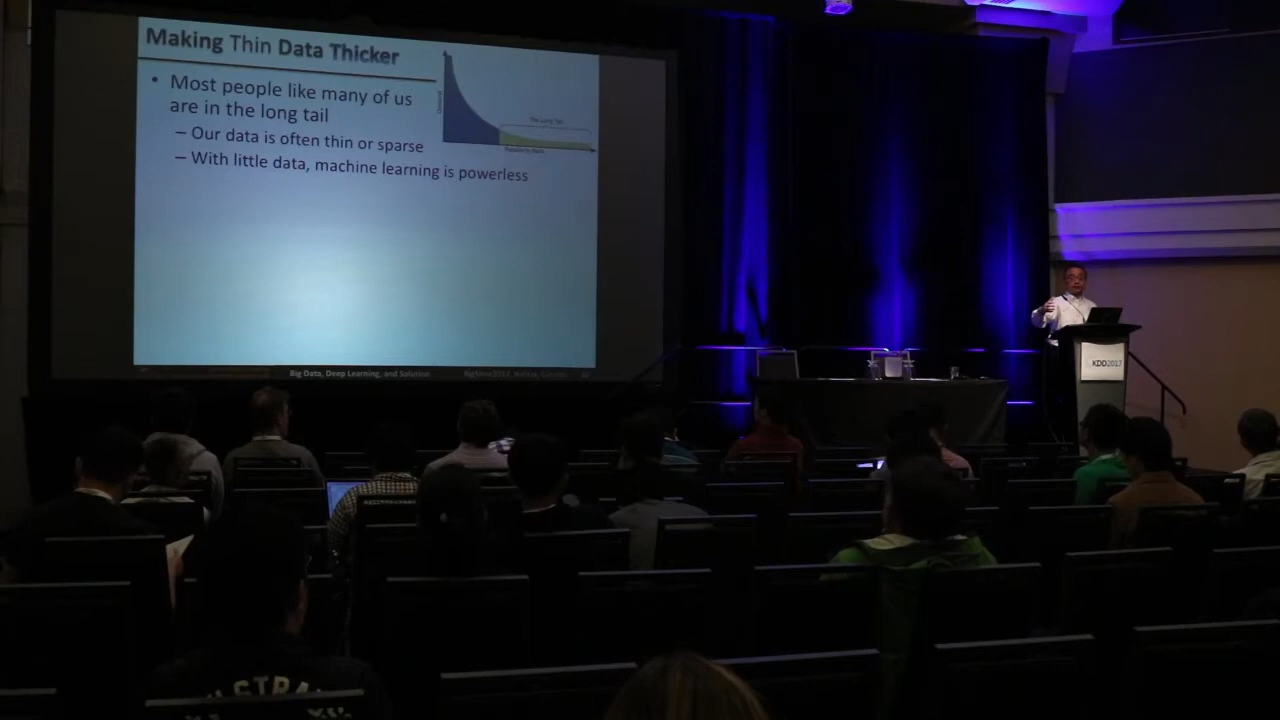 Making Thin Data Thicker
• Most people like many of us
are in the long tail
– Our data is often thin or sparse
– With little data, machine learning is powerless
The Long Tail
Big Data, Deep Learning, and Solution
KDD2017